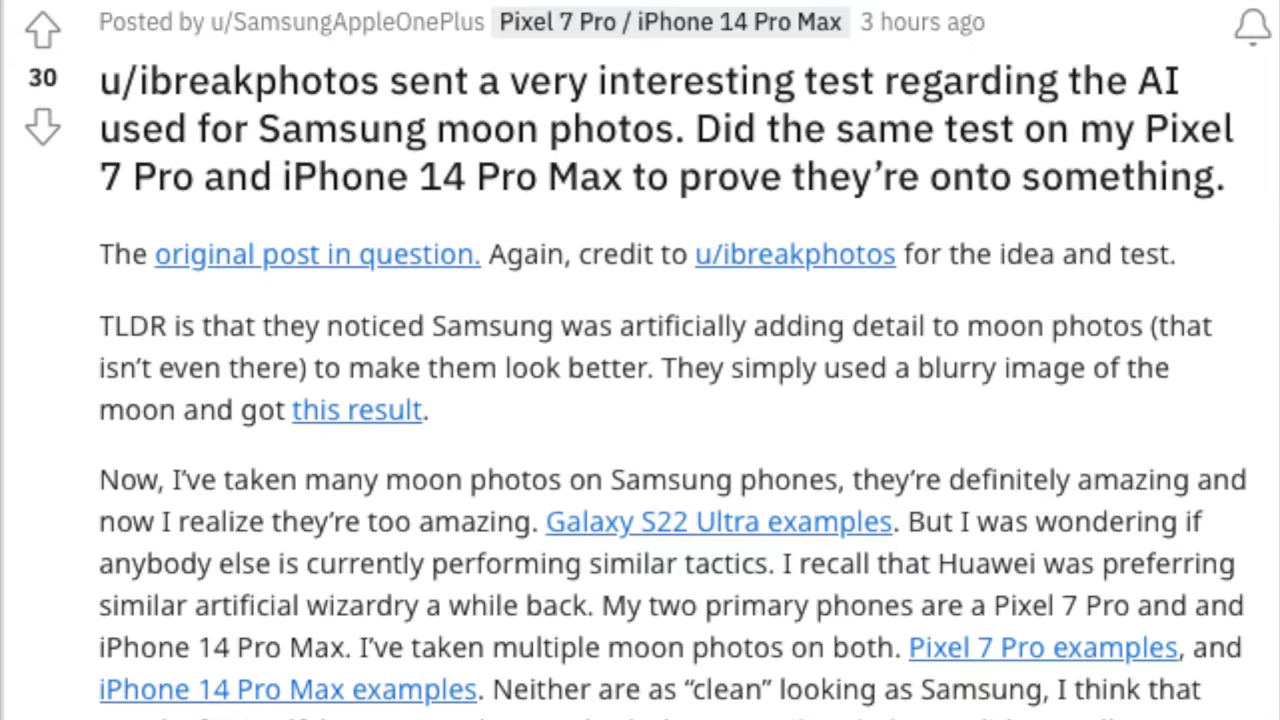 Posted by u/SamsungAppleOnePlus Pixel 7 Pro / iPhone 14 Pro Max 3 hours ago
30
u/ibreakphotos sent a very interesting test regarding the AI
used for Samsung moon photos. Did the same test on my Pixel
7 Pro and iPhone 14 Pro Max to prove they’re onto something.
The original post in question. Again, credit to u/ibreakphotos for the idea and test.
TLDR is that they noticed Samsung was artificially adding detail to moon photos (that
isn’t even there) to make them look better. They simply used a blurry image of the
moon and got this result.
Now, I’ve taken many moon photos on Samsung phones, they’re definitely amazing and
now I realize they’re too amazing. Galaxy S22 Ultra examples. But I was wondering if
anybody else is currently performing similar tactics. I recall that Huawei was preferring
similar artificial wizardry a while back. My two primary phones are a Pixel 7 Pro and and
iPhone 14 Pro Max. I’ve taken multiple moon photos on both. Pixel 7 Pro examples, and
iPhone 14 Pro Max examples. Neither are as “clean” looking as Samsung, I think that